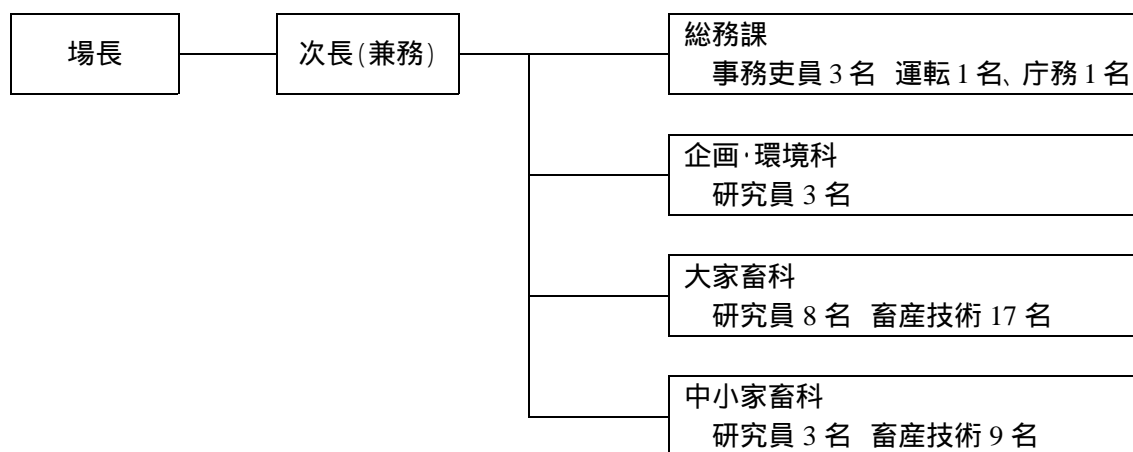 場長
次長(兼務)
総務課
事務吏員 3 名 運転 1 名、庁務 1 名
企画･環境科
研究員 3 名
大家畜科
研究員 8 名 畜産技術 17 名
中小家畜科
研究員 3 名 畜産技術 9 名